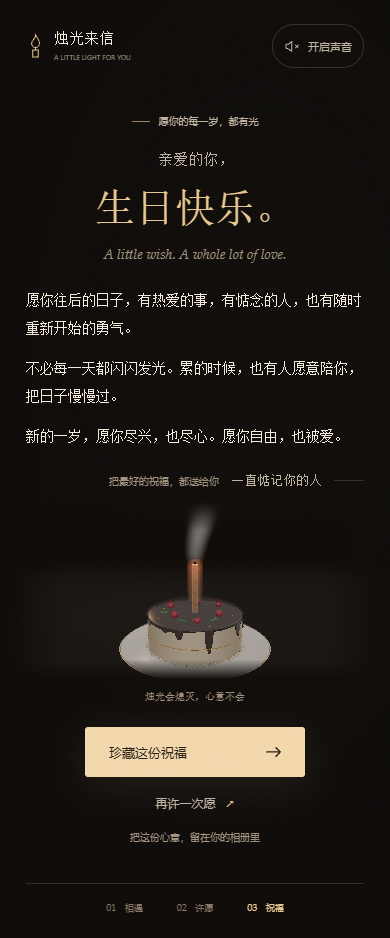 烛光来信
A LITTLE LIGHT FOR YOU
开启声音
愿你的每一岁，都有光
亲爱的你，
生日快乐。
A little wish. A whole lot of love.
愿你往后的日子，有热爱的事，有惦念的人，也有随时
重新开始的勇气。
不必每一天都闪闪发光。累的时候，也有人愿意陪你，
把日子慢慢过。
新的一岁，愿你尽兴，也尽心。愿你自由，也被爱。
把最好的祝福，都送给你 一直惦记你的人
烛光会熄灭，心意不会
珍藏这份祝福 →
再许一次愿 ↗
把这份心意，留在你的相册里
01 相遇 02 许愿 03 祝福